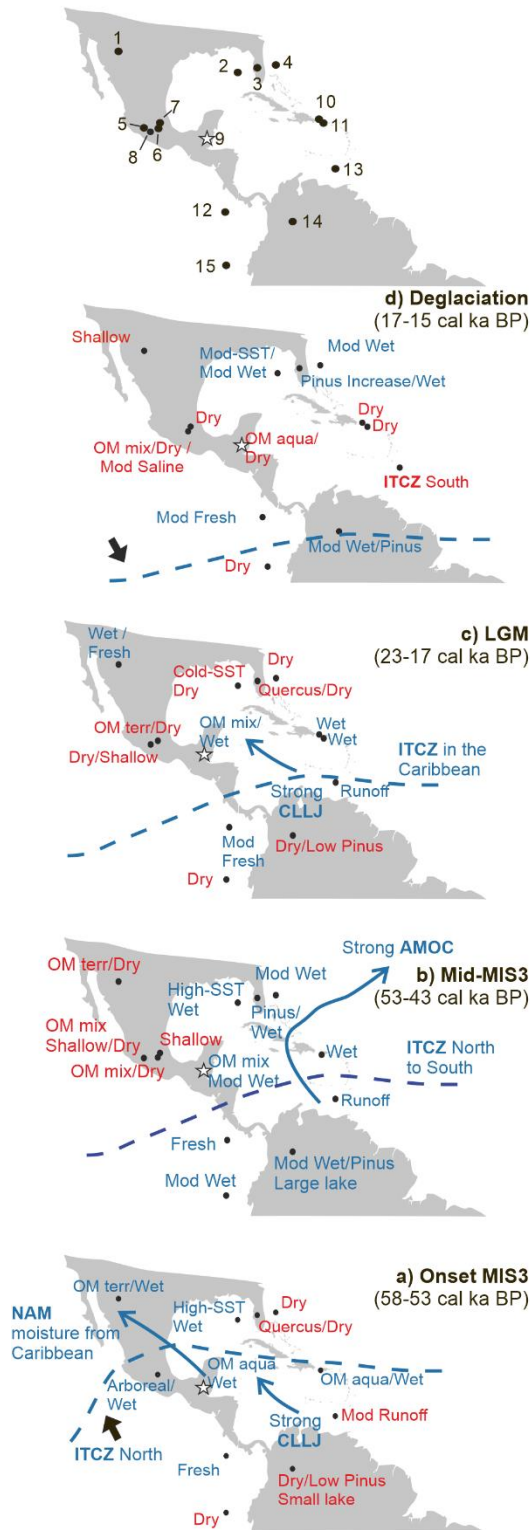 1
2
3
4
5
7
8
6
9
10
11
12
13
14
15
d) Deglaciation
(17-15 cal ka BP)
Shallow
Mod-SST/
Mod Wet
Mod Wet
Pinus Increase/Wet
Dry
Dry
Dry
OM mix/Dry /
Mod Saline
OM aqua/
Dry
ITCZ South
Mod Fresh
Mod Wet/Pinus
Dry
c) LGM
(23-17 cal ka BP)
Wet /
Fresh
Dry
Cold-SST
Dry
Quercus/Dry
OM terr/Dry
Dry/Shallow
OM mix/
Wet
Wet
Wet
ITCZ in the
Caribbean
Strong
CLLJ
Runoff
Mod
Fresh
Dry/Low Pinus
Dry
Strong AMOC
b) Mid-MIS3
(53-43 cal ka BP)
OM terr/Dry
High-SST
Wet
Mod Wet
Pinus/
Wet
OM mix
Shallow/Dry
Shallow
OM mix/Dry
OM mix
Mod Wet
Wet
ITCZ North
to South
Runoff
Fresh
Mod Wet/Pinus
Large lake
Mod Wet
a) Onset MIS3
(58-53 cal ka BP)
OM terr/Wet
NAM
moisture from
Caribbean
High-SST
Wet
Dry
Quercus/Dry
Arboreal/
Wet
OM aqua
Wet
OM aqua/Wet
Strong
CLLJ
Mod Runoff
ITCZ North
Fresh
Dry/Low Pinus
Small lake
Dry